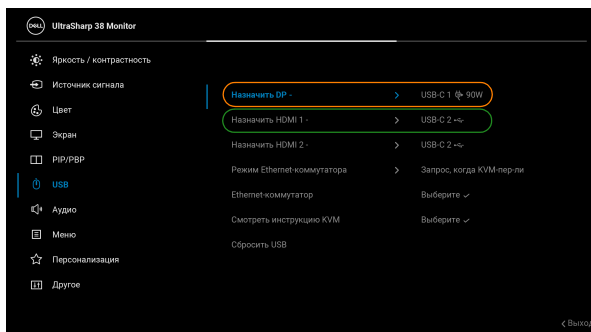 DELL UltraSharp 38 Monitor
Яркость / контрастность
Источник сигнала
Цвет
Экран
PIP/PBP
USB
Аудио
Меню
Персонализация
Другое
Назначить DP - USB-C 1 90W
Назначить HDMI 1 - USB-C 2
Назначить HDMI 2 - USB-C 2
Режим Ethernet-коммутатора Запрос, когда KVM-пер-ли
Ethernet-коммутатор Выберите
Смотреть инструкцию KVM Выберите
Сбросить USB
Выход